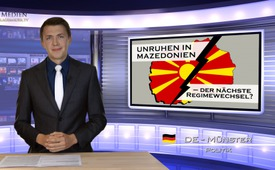 UNRUHEN IN
MAZEDONIEN
– DER NÄCHSTE
REGIMEWECHSEL?
DE - MÜNSTER
POLITIK